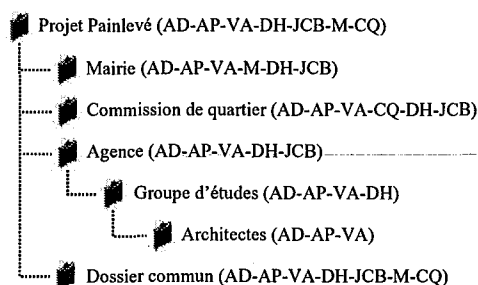 Projet Painlevé (AD-AP-VA-DH-JCB-M-CQ)
Mairie (AD-AP-VA-M-DH-JCB)
Commission de quartier (AD-AP-VA-CQ-DH-JCB)
Agence (AD-AP-VA-DH-JCB)
Groupe d'études (AD-AP-VA-DH)
Architectes (AD-AP-VA)
Dossier commun (AD-AP-VA-DH-JCB-M-CQ)